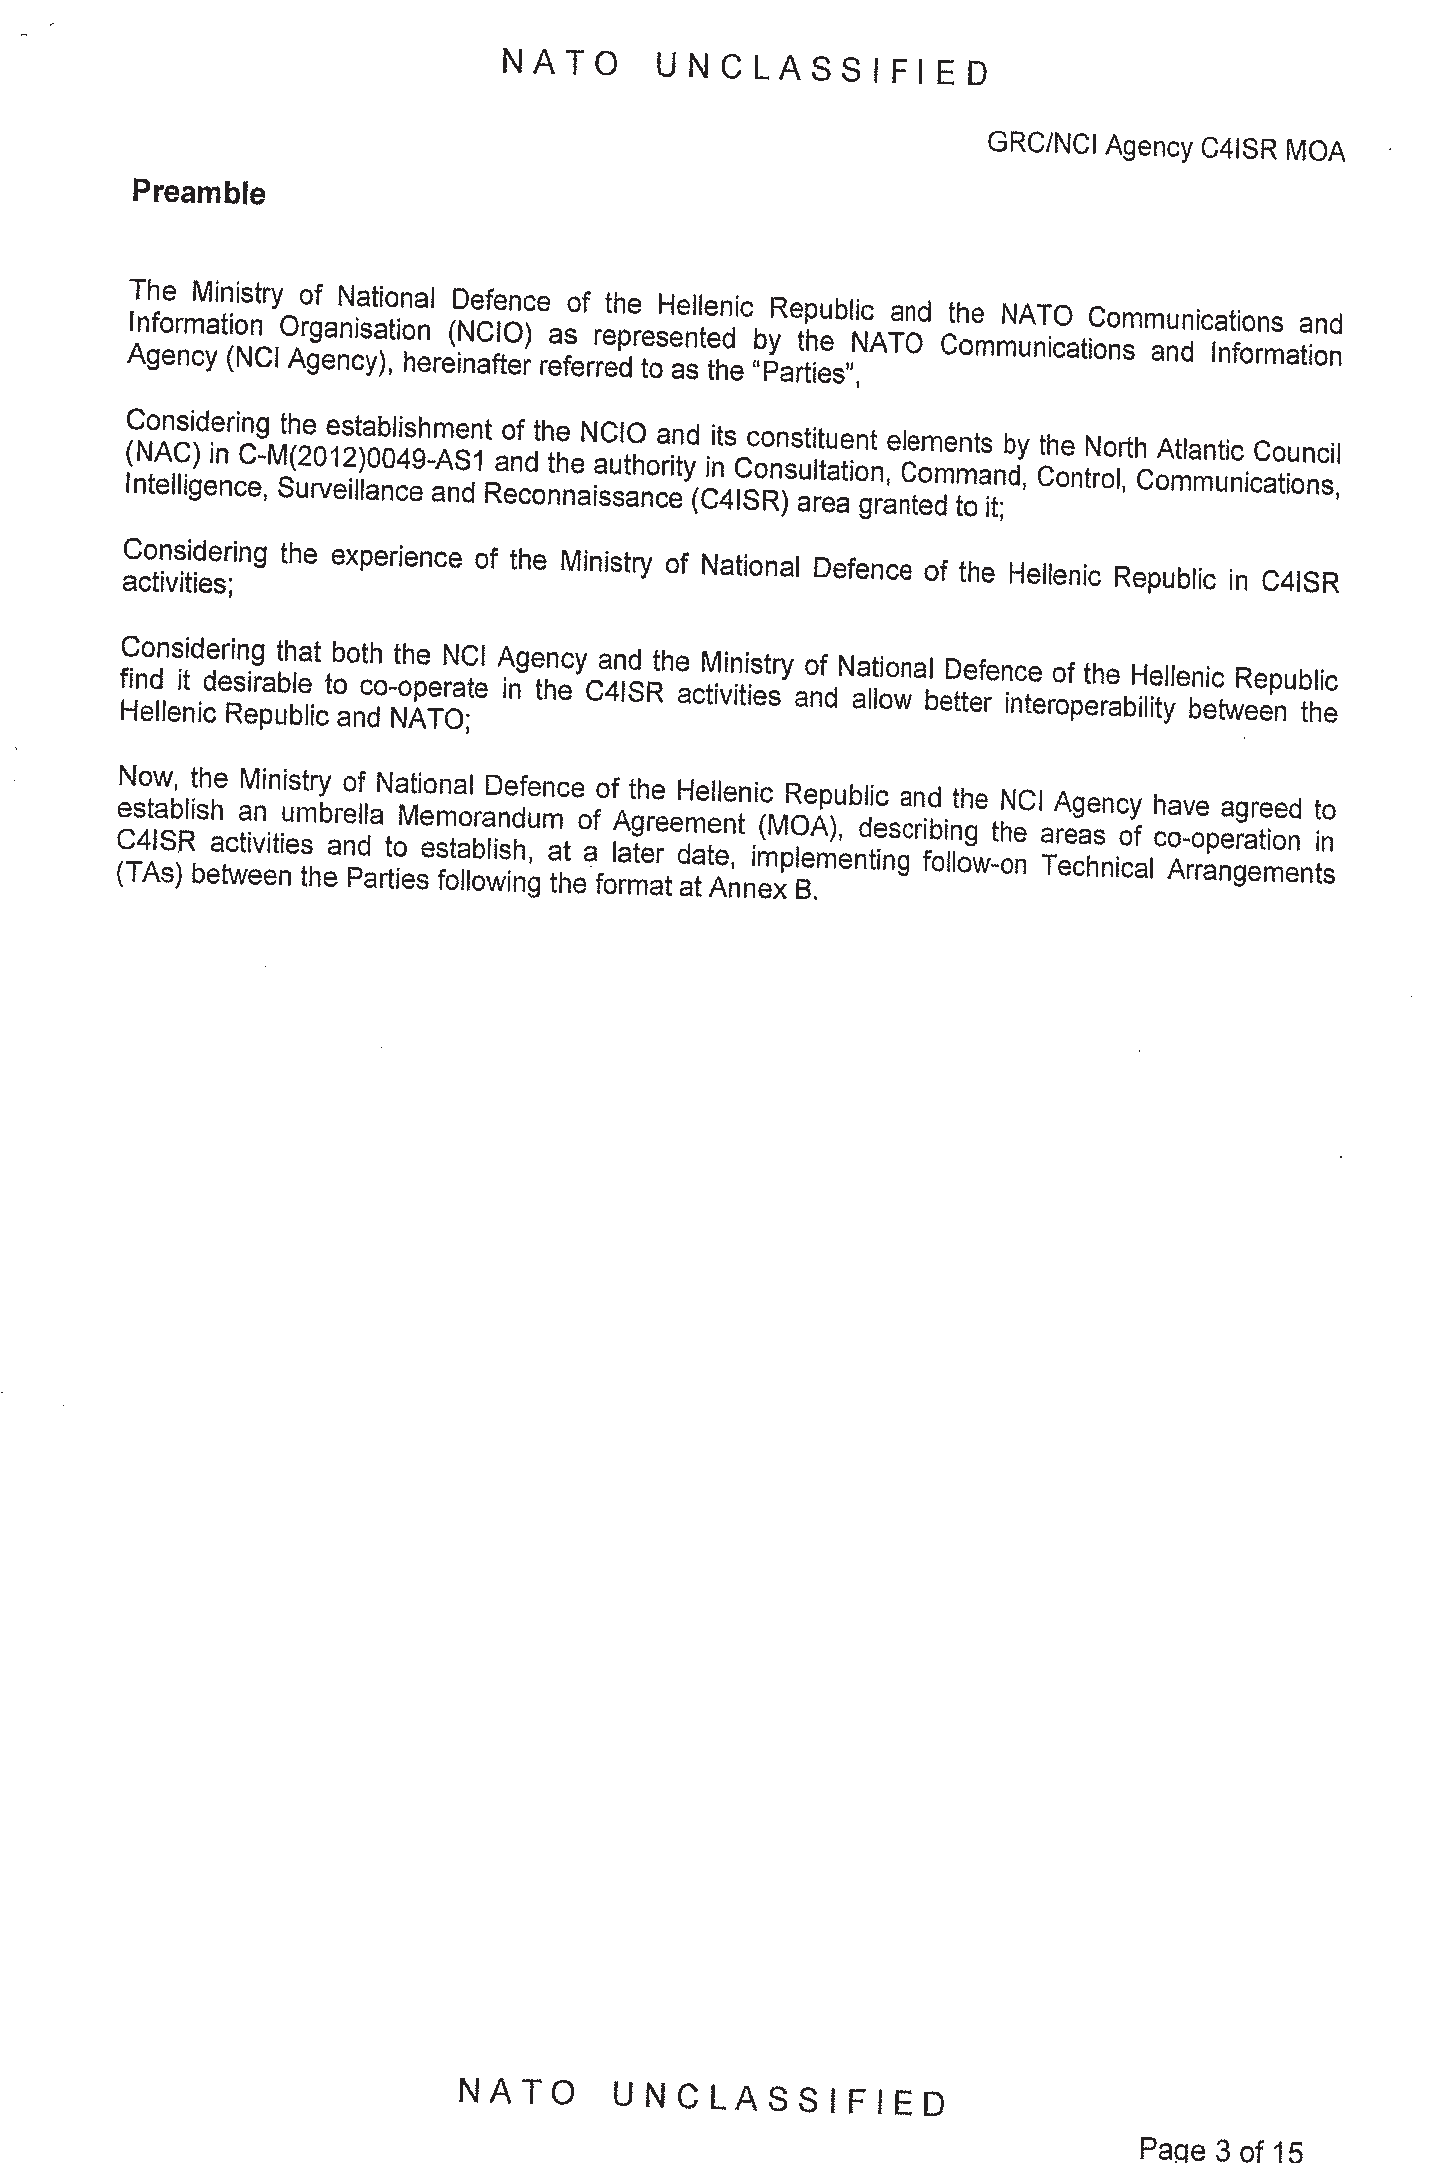 NATO UNCLASSIFIED
GRC/NCI Agency C4ISR MOA
Preamble
The Ministry of National Defence of the Hellenic Republic and the NATO Communications and
Information Organisation (NCIO) as represented by the NATO Communications and Information
Agency (NCI Agency), hereinafter referred to as the “Parties”,
Considering the establishment of the NCIO and its constituent elements by the North Atlantic Council
(NAC) in C-M(2012)0049-AS1 and the authority in Consultation, Command, Control, Communications,
Intelligence, Surveillance and Reconnaissance (C4ISR) area granted to it;
Considering the experience of the Ministry of National Defence of the Hellenic Republic in C4ISR
activities;
Considering that both the NCI Agency and the Ministry of National Defence of the Hellenic Republic
find it desirable to co-operate in the C4ISR activities and allow better interoperability between the
Hellenic Republic and NATO;
Now, the Ministry of National Defence of the Hellenic Republic and the NCI Agency have agreed to
establish an umbrella Memorandum of Agreement (MOA), describing the areas of co-operation in
C4ISR activities and to establish, at a later date, implementing follow-on Technical Arrangements
(TAs) between the Parties following the format at Annex B.
NATO UNCLASSIFIED
Page 3 of 15